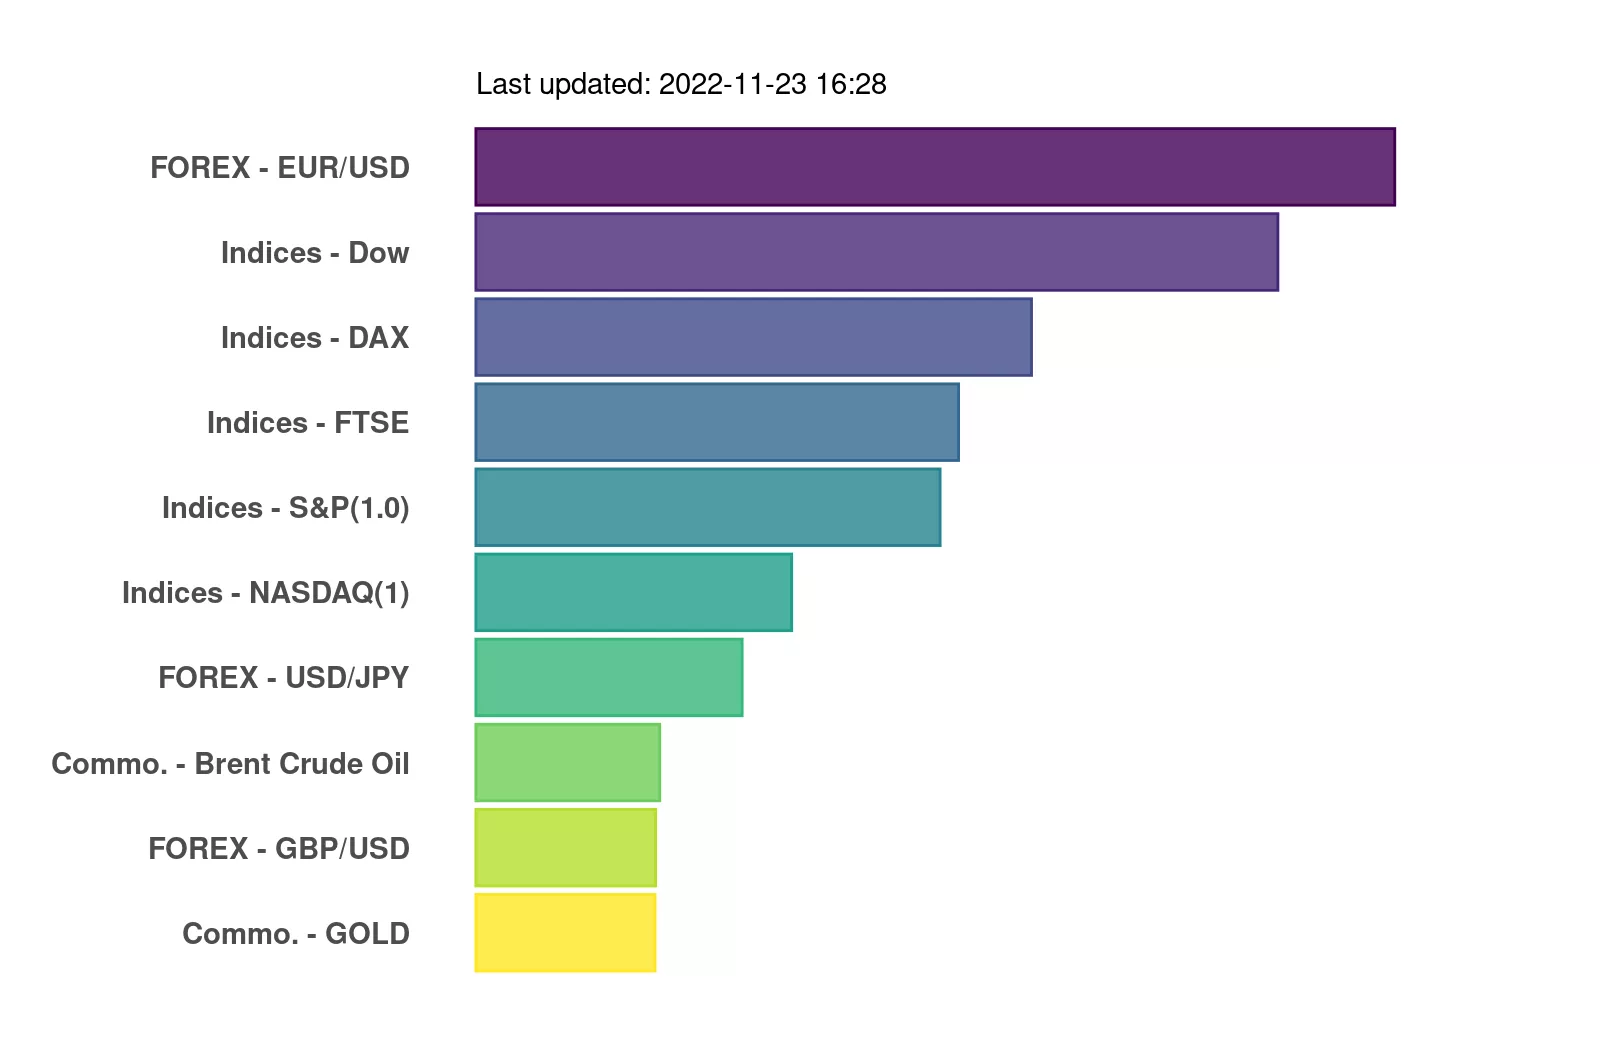 Last updated: 2022-11-23 16:28
FOREX - EUR/USD
Indices - Dow
Indices - DAX
Indices - FTSE
Indices - S&P(1.0)
Indices - NASDAQ(1)
FOREX - USD/JPY
Commo. - Brent Crude Oil
FOREX - GBP/USD
Commo. - GOLD